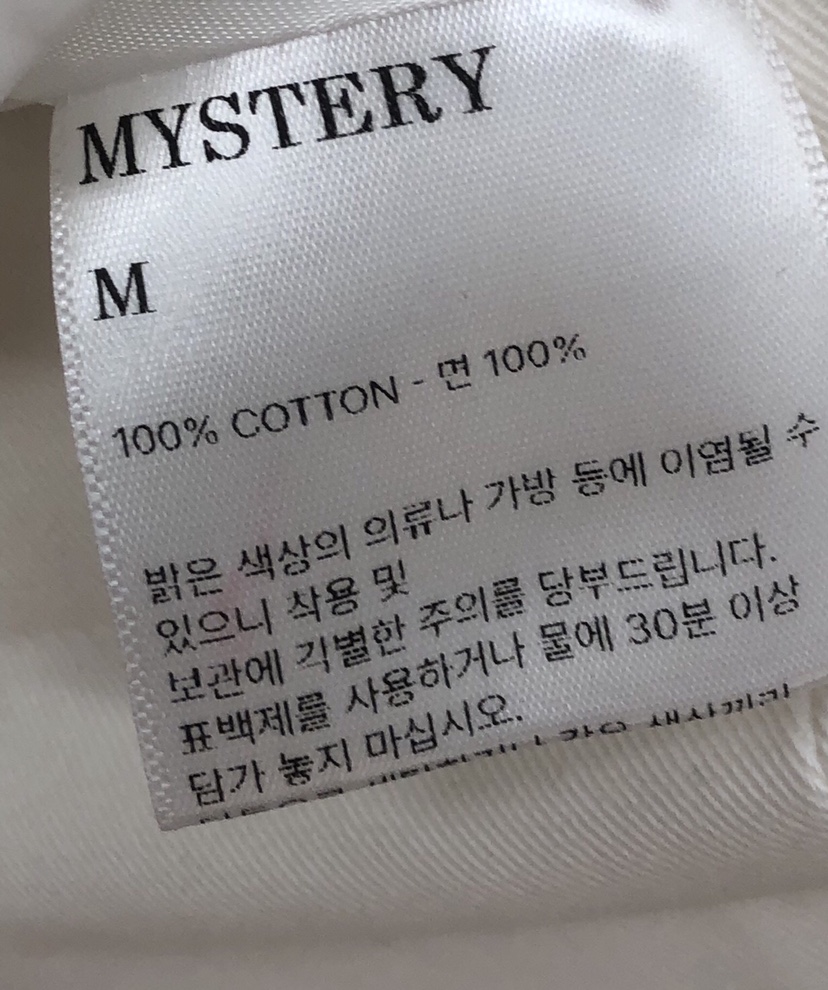 MYSTERY
M
100% COTTON - 면 100%
밝은 색상의 의류나 가방 등에 이염될 수
있으니 착용 및
보관에 각별한 주의를 당부드립니다.
표백제를 사용하거나 물에 30분 이상
담가 놓지 마십시오.